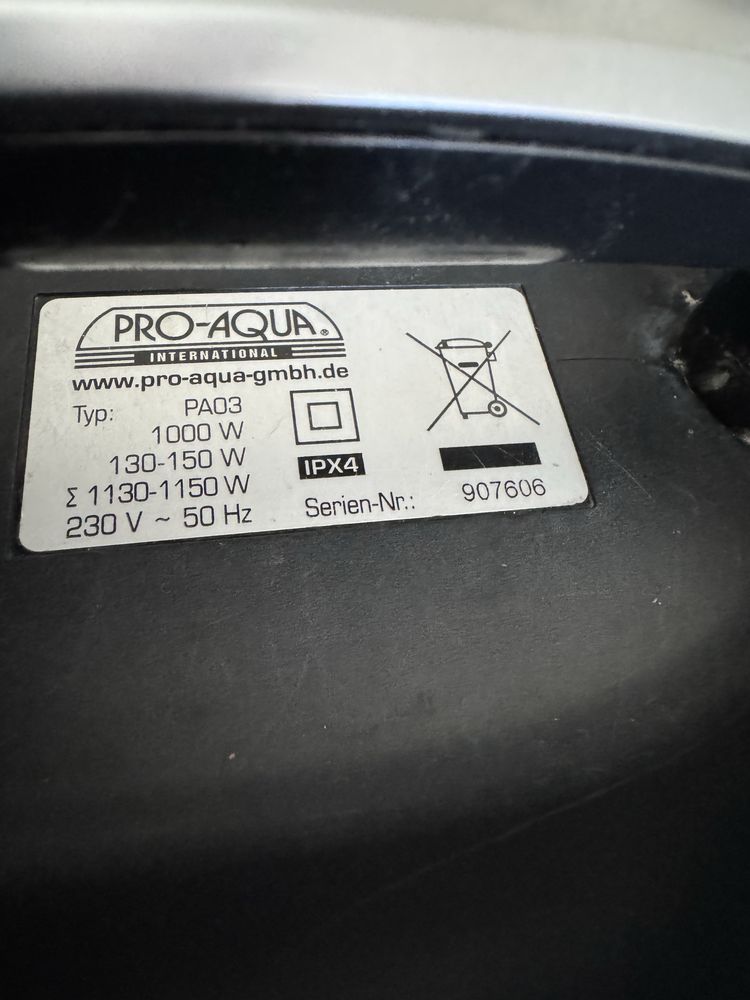 PRO-AQUA®
INTERNATIONAL
www.pro-aqua-gmbh.de
Typ: PA03
1000 W
130-150 W
Σ 1130-1150 W
230 V ~ 50 Hz
IPX4
Serien-Nr.: 907606